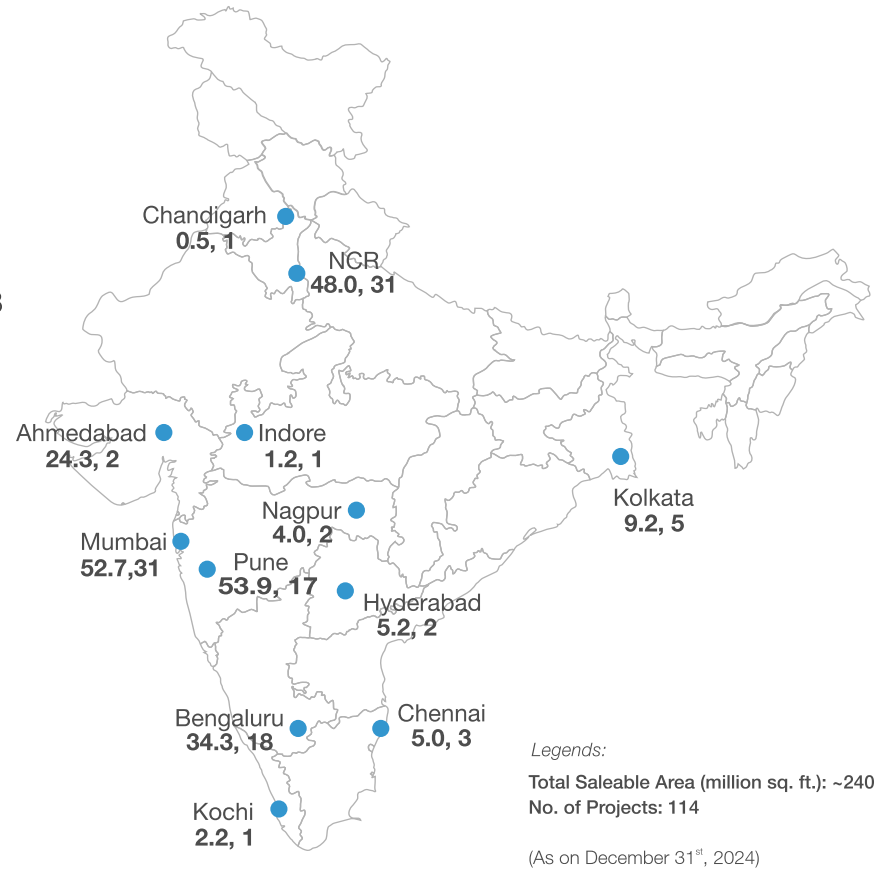 Chandigarh
0.5, 1
NCR
48.0, 31
Ahmedabad
24.3, 2
Indore
1.2, 1
Kolkata
9.2, 5
Nagpur
4.0, 2
Mumbai
52.7,31
Pune
53.9, 17
Hyderabad
5.2, 2
Bengaluru
34.3, 18
Chennai
5.0, 3
Kochi
2.2, 1
Legends:
Total Saleable Area (million sq. ft.): ~240
No. of Projects: 114
(As on December 31st, 2024)